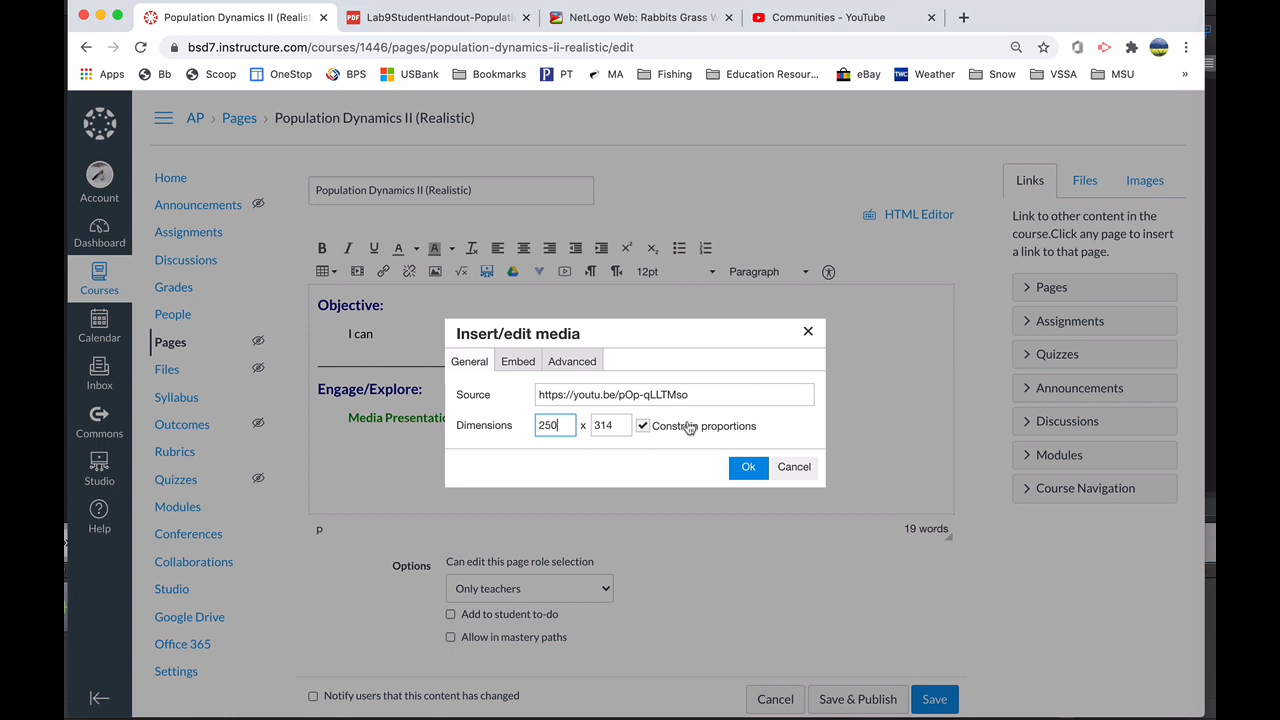 Population Dynamics II (Realist
Lab9StudentHandout-Populati
NetLogo Web: Rabbits Grass W
Communities - YouTube
bsd7.instructure.com/courses/1446/pages/population-dynamics-ii-realistic/edit
Apps
Bb
Scoop
OneStop
BPS
USBank
Bookmarks
PT
MA
Fishing
Education Resour...
eBay
Weather
Snow
VSSA
MSU
»
AP > Pages > Population Dynamics II (Realistic)
Account
Dashboard
Courses
Calendar
Inbox
Commons
Studio
Help
Home
Announcements
Assignments
Discussions
Grades
People
Pages
Files
Syllabus
Outcomes
Rubrics
Quizzes
Modules
Conferences
Collaborations
Studio
Google Drive
Office 365
Settings
Population Dynamics II (Realistic)
HTML Editor
12pt
Paragraph
Objective:
I can
Engage/Explore:
Media Presentatio
p
19 words
Insert/edit media
General
Embed
Advanced
Source
https://youtu.be/pOp-qLLTMso
Dimensions
250 x 314
Constrain proportions
Ok
Cancel
Options
Can edit this page role selection
Only teachers
Add to student to-do
Allow in mastery paths
Notify users that this content has changed
Cancel
Save & Publish
Save
Links
Files
Images
Link to other content in the
course.Click any page to insert
a link to that page.
Pages
Assignments
Quizzes
Announcements
Discussions
Modules
Course Navigation